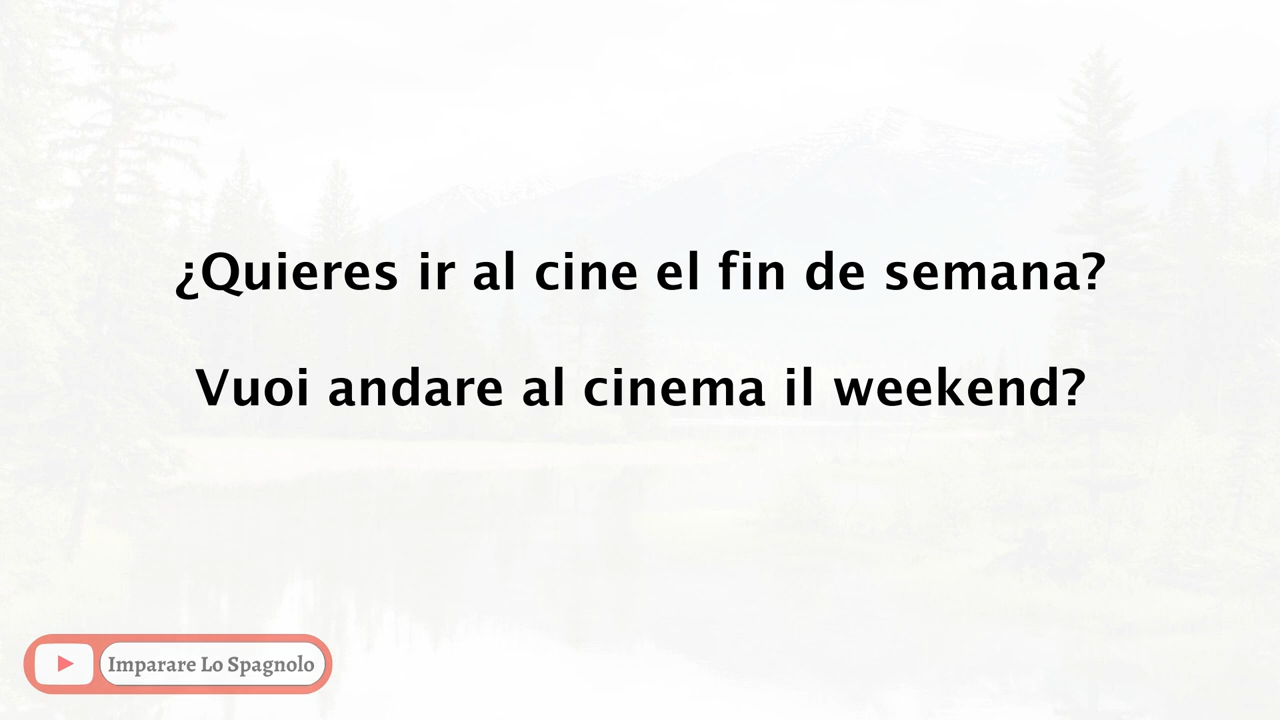 ¿Quieres ir al cine el fin de semana?
Vuoi andare al cinema il weekend?
Imparare Lo Spagnolo